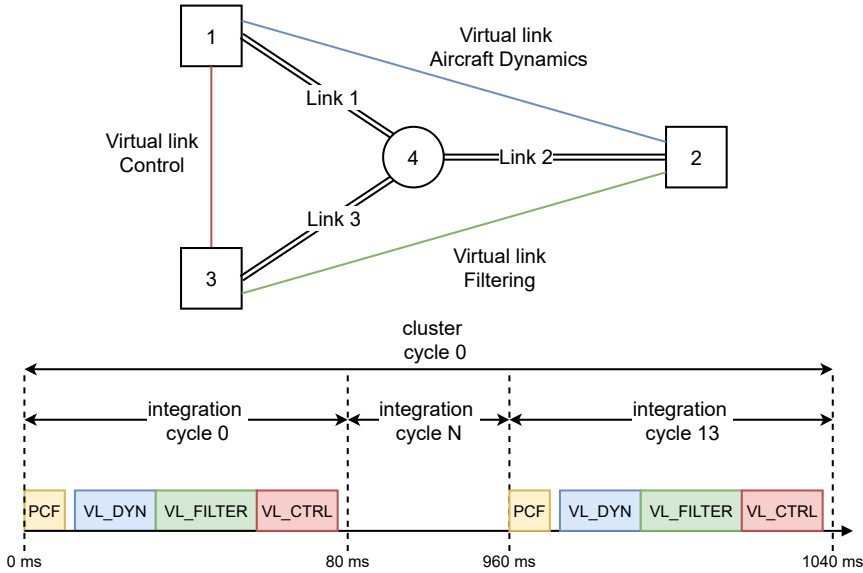 1
Virtual link
Aircraft Dynamics
Link 1
Virtual link
Control
4
Link 2
2
Link 3
3
Virtual link
Filtering
cluster
cycle 0
integration
cycle 0
integration
cycle N
integration
cycle 13
PCF
VL_DYN
VL_FILTER
VL_CTRL
PCF
VL_DYN
VL_FILTER
VL_CTRL
0 ms
80 ms
960 ms
1040 ms